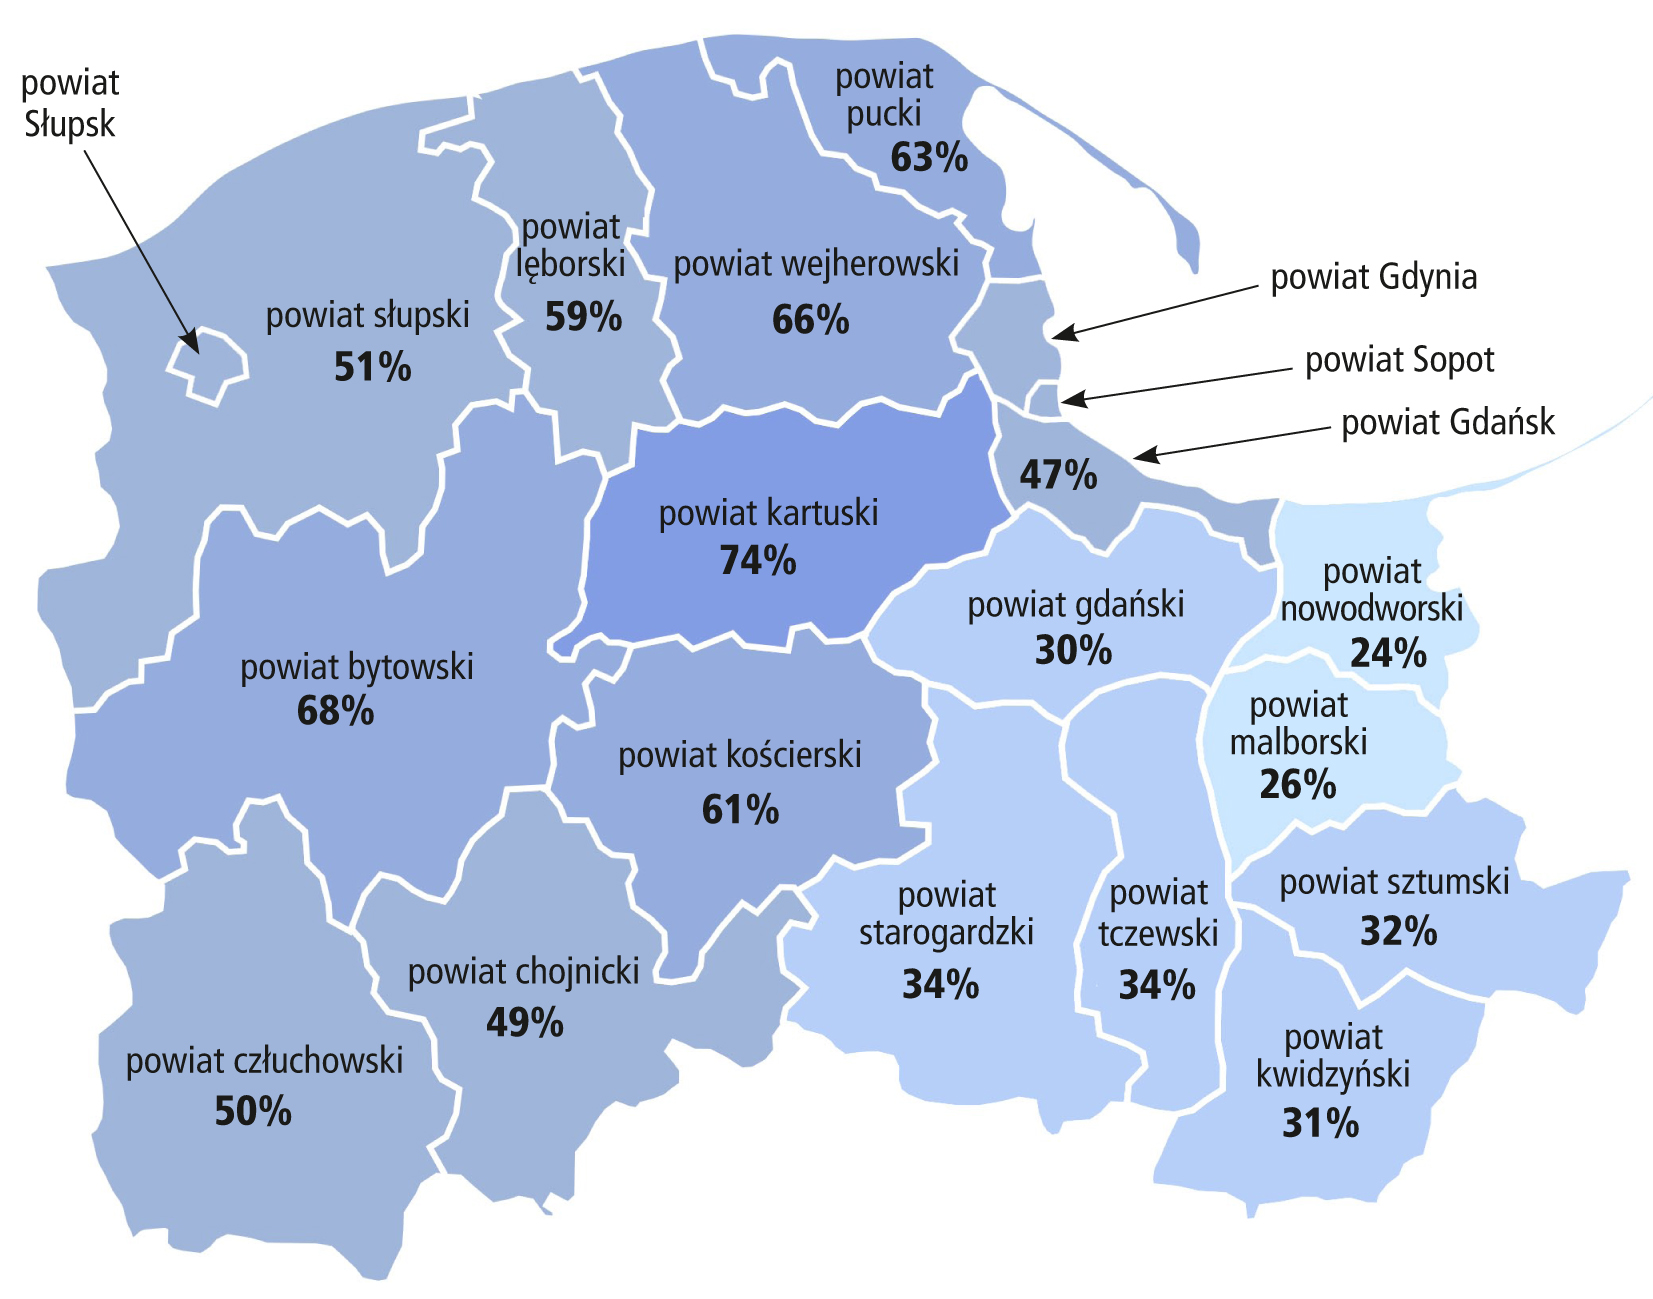 powiat
Słupsk
powiat
pucki
63%
powiat
lęborski
59%
powiat wejherowski
66%
powiat słupski
51%
powiat Gdynia
powiat Sopot
powiat Gdańsk
47%
powiat kartuski
74%
powiat gdański
30%
powiat
nowodworski
24%
powiat bytowski
68%
powiat kościerski
61%
powiat
malborski
26%
powiat
starogardzki
34%
powiat
tczewski
34%
powiat sztumski
32%
powiat chojnicki
49%
powiat człuchowski
50%
powiat
kwidzyński
31%